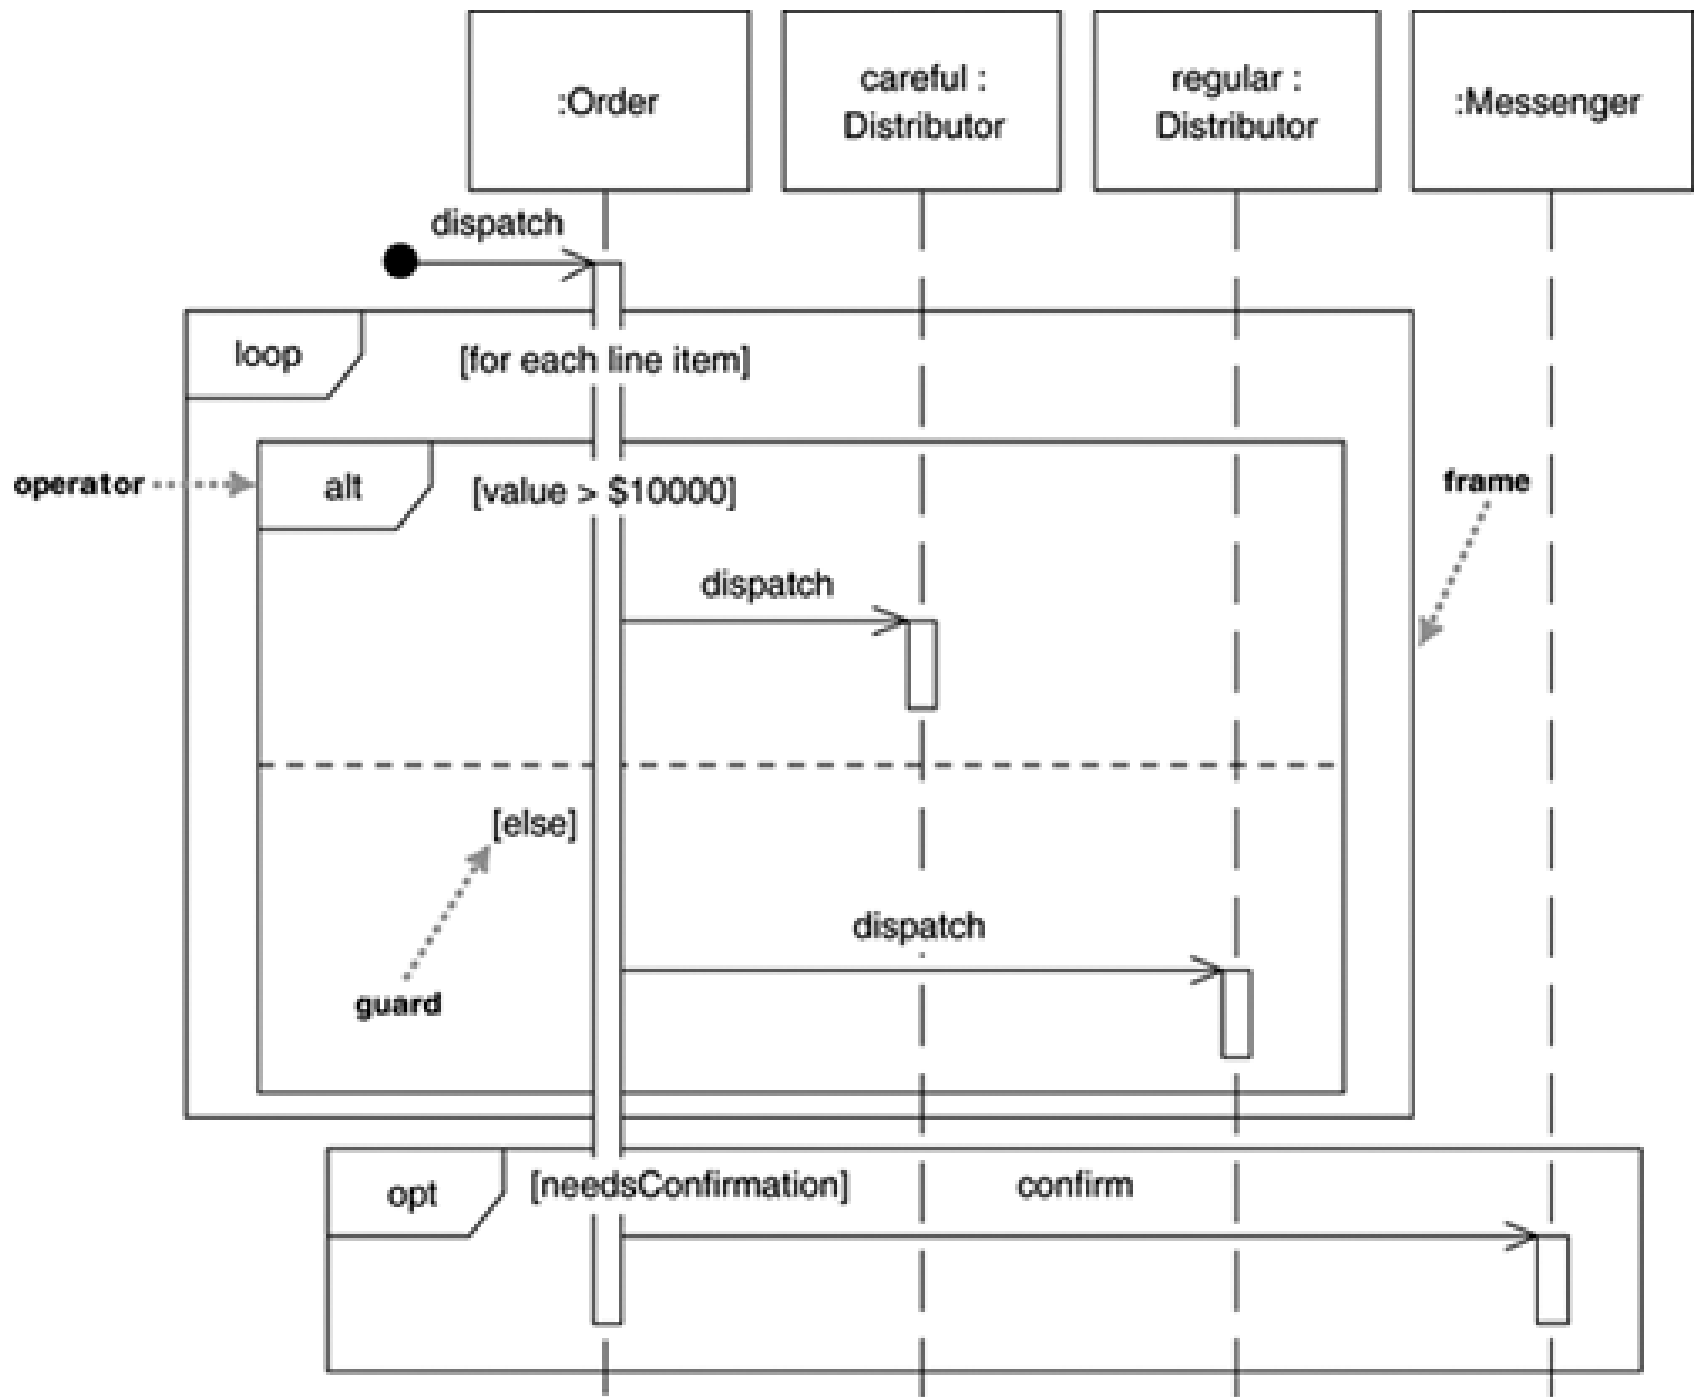 :Order
careful :
Distributor
regular :
Distributor
:Messenger
dispatch
loop
[for each line item]
operator
alt
[value > $10000]
frame
dispatch
[else]
dispatch
guard
opt
[needsConfirmation]
confirm